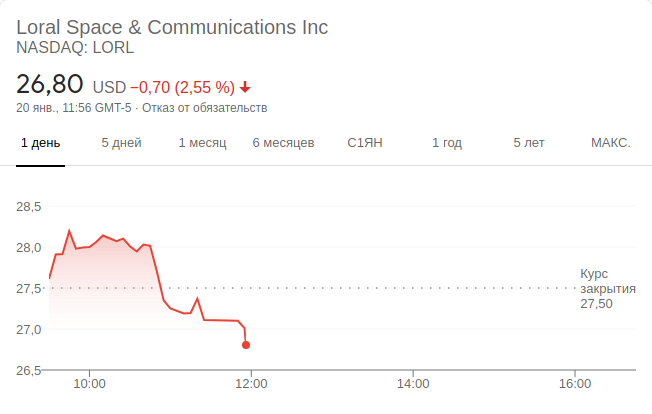 Loral Space & Communications Inc
NASDAQ: LORL
26,80 USD −0,70 (2,55 %)
20 янв., 11:56 GMT-5 · Отказ от обязательств
1 день 5 дней 1 месяц 6 месяцев С1ЯН 1 год 5 лет МАКС.
28,5
28,0
27,5
27,0
26,5
Курс
закрытия
27,50
10:00 12:00 14:00 16:00